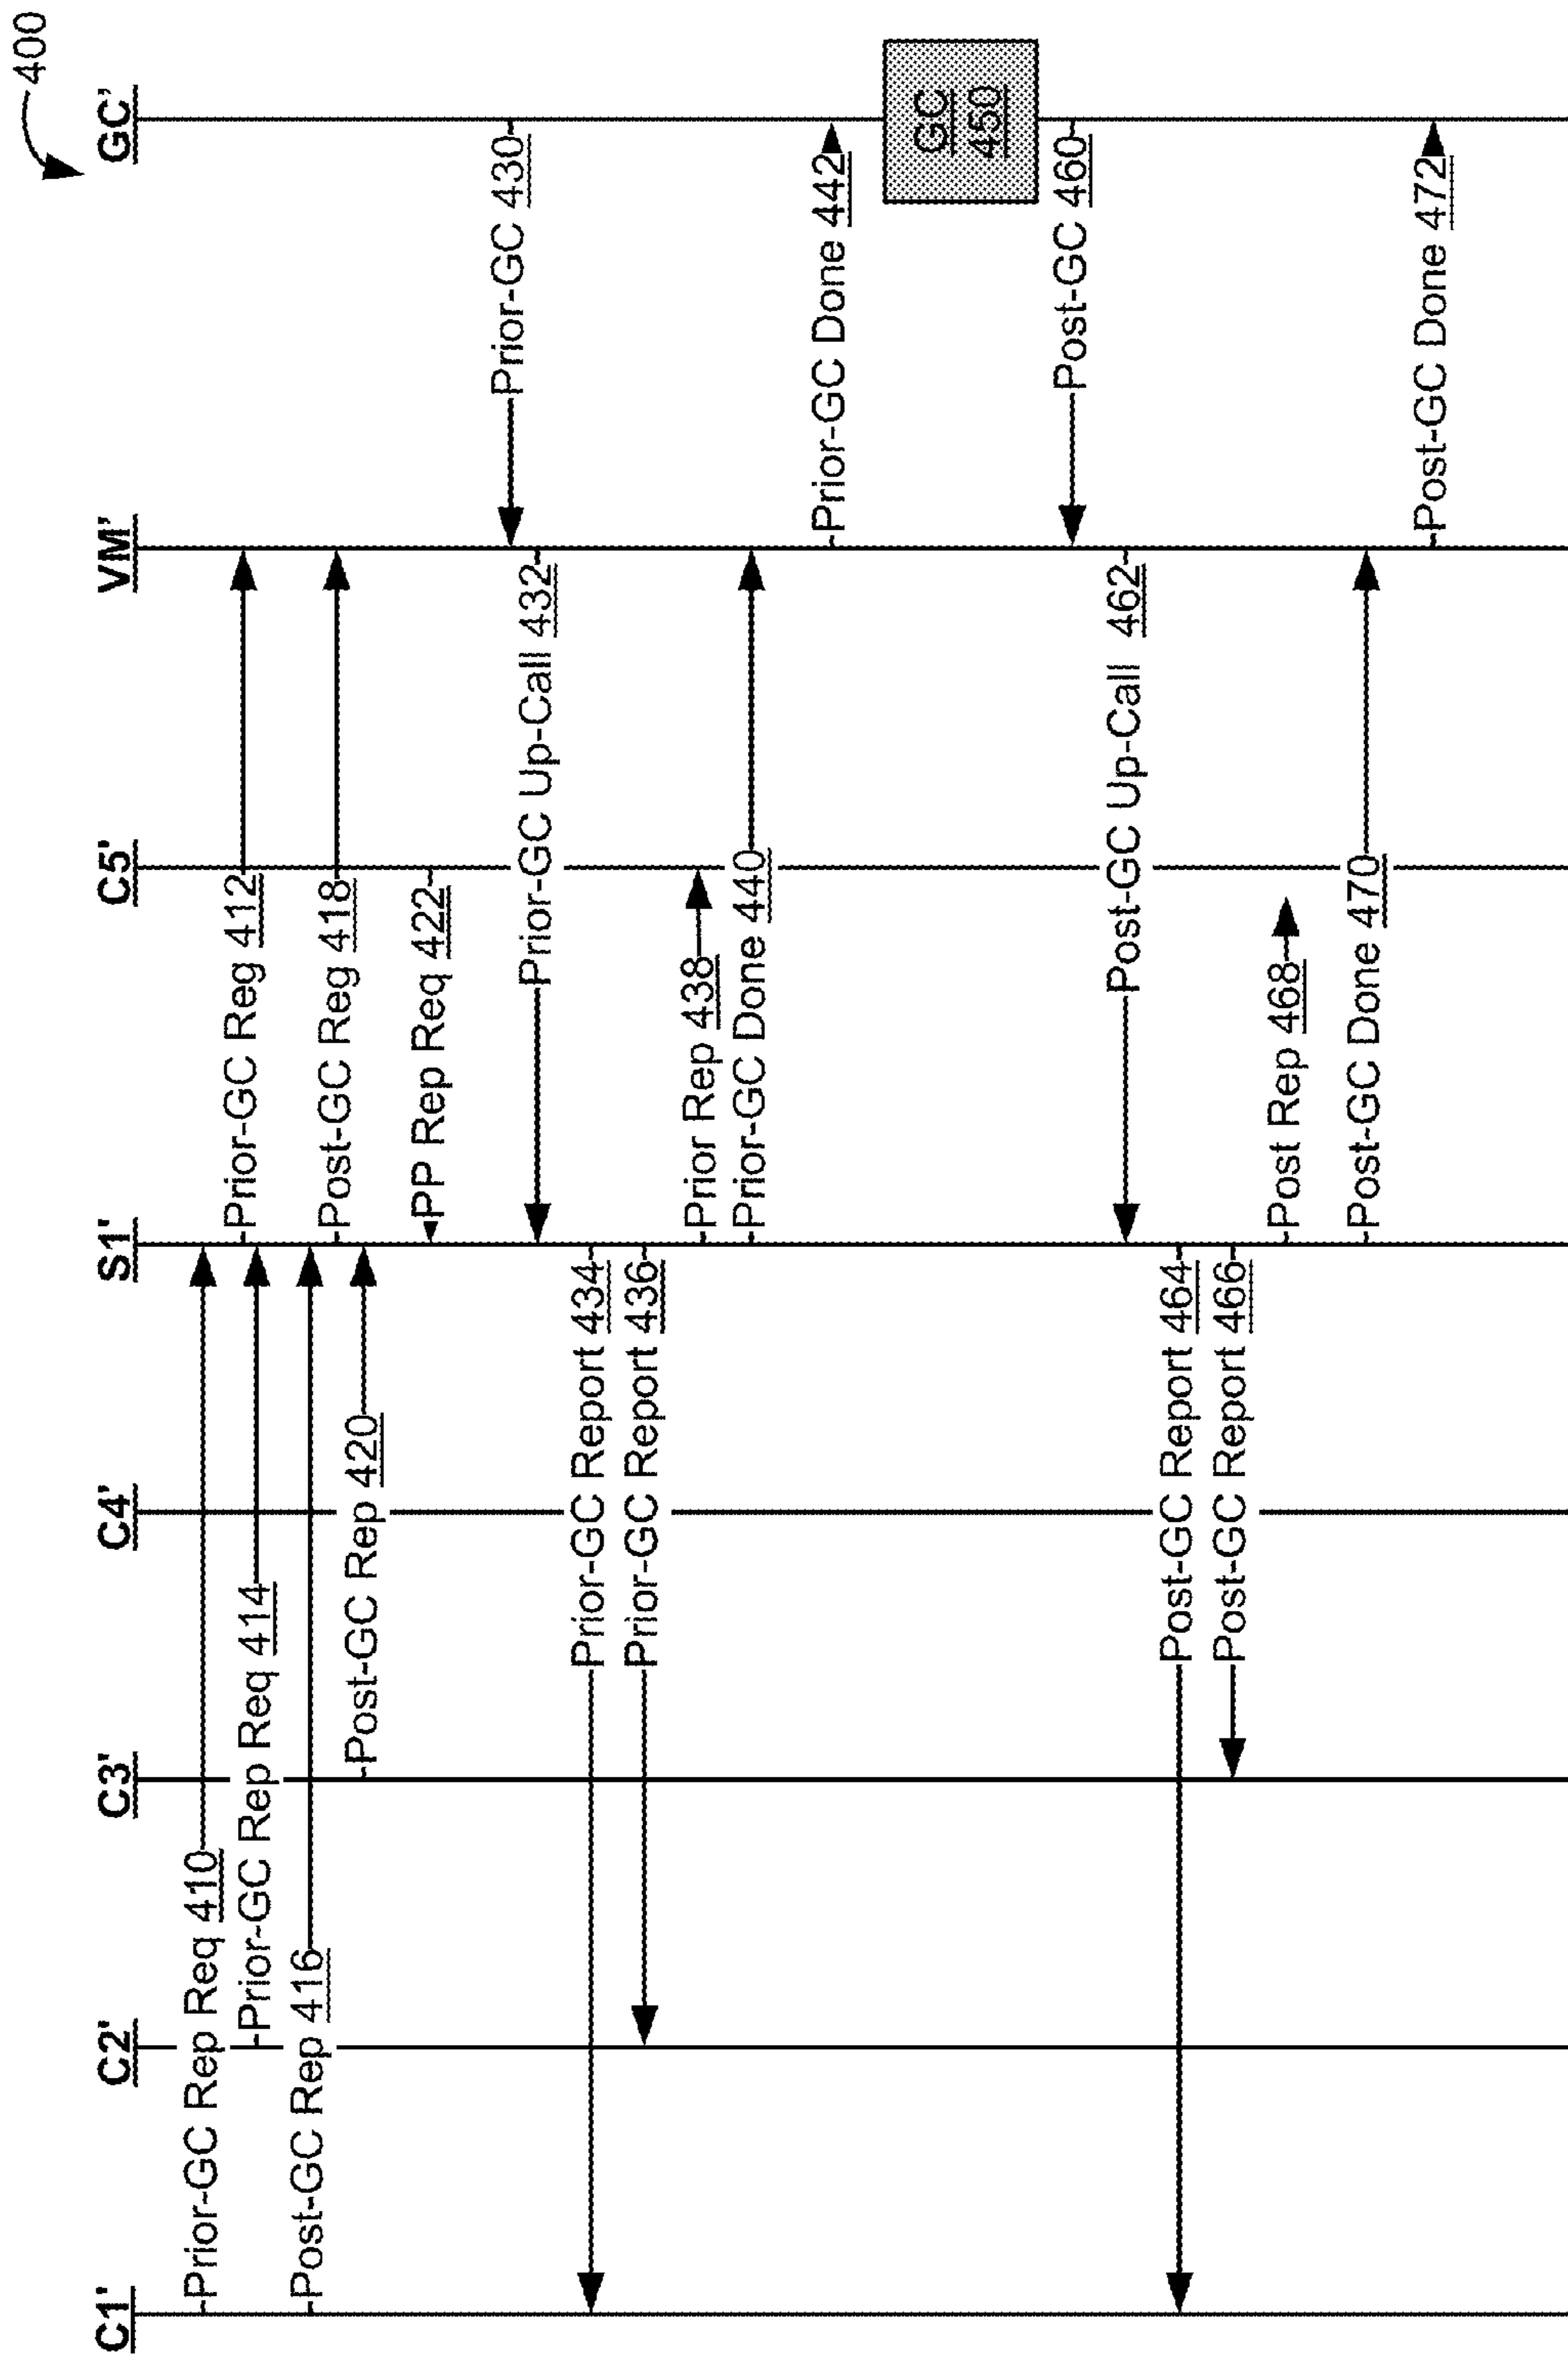 400
C1' C2' C3' C4' S1' C5' VM' GC'
Prior-GC Rep Req 410
Prior-GC Reg 412
Prior-GC Rep Req 414
Post-GC Rep 416
Post-GC Reg 418
Post-GC Rep 420
PP Rep Req 422
Prior-GC 430
Prior-GC Up-Call 432
Prior-GC Report 434
Prior-GC Report 436
Prior Rep 438
Prior-GC Done 440
Prior-GC Done 442
GC
450
Post-GC 460
Post-GC Up-Call 462
Post-GC Report 464
Post-GC Report 466
Post Rep 468
Post-GC Done 470
Post-GC Done 472